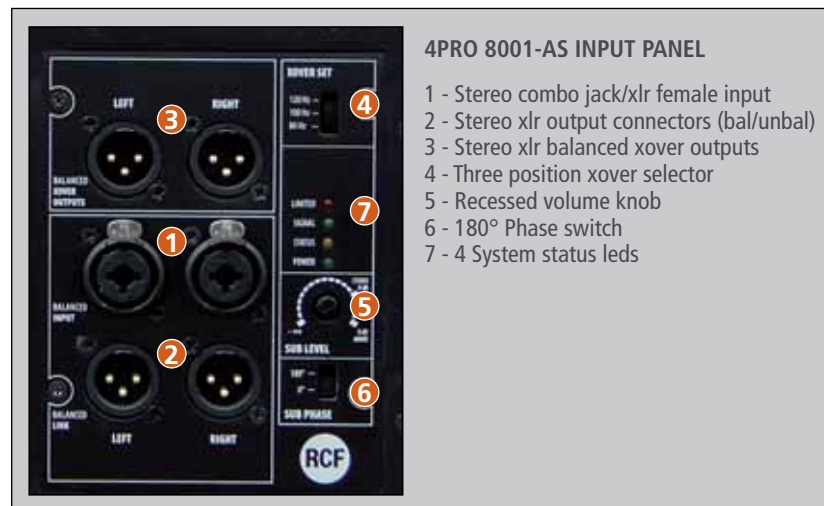 4PRO 8001-AS INPUT PANEL
1 - Stereo combo jack/xlr female input
2 - Stereo xlr output connectors (bal/unbal)
3 - Stereo xlr balanced xover outputs
4 - Three position xover selector
5 - Recessed volume knob
6 - 180° Phase switch
7 - 4 System status leds
XOVER SET
LEFT
RIGHT
3
4
120 Hz
100 Hz
80 Hz
BALANCED
XOVER
OUTPUTS
LIMITER
7
SIGNAL
STATUS
POWER
1
BALANCED
INPUT
5
SUB LEVEL
2
180°
0°
6
BALANCED
LINK
SUB PHASE
LEFT
RIGHT
RCF